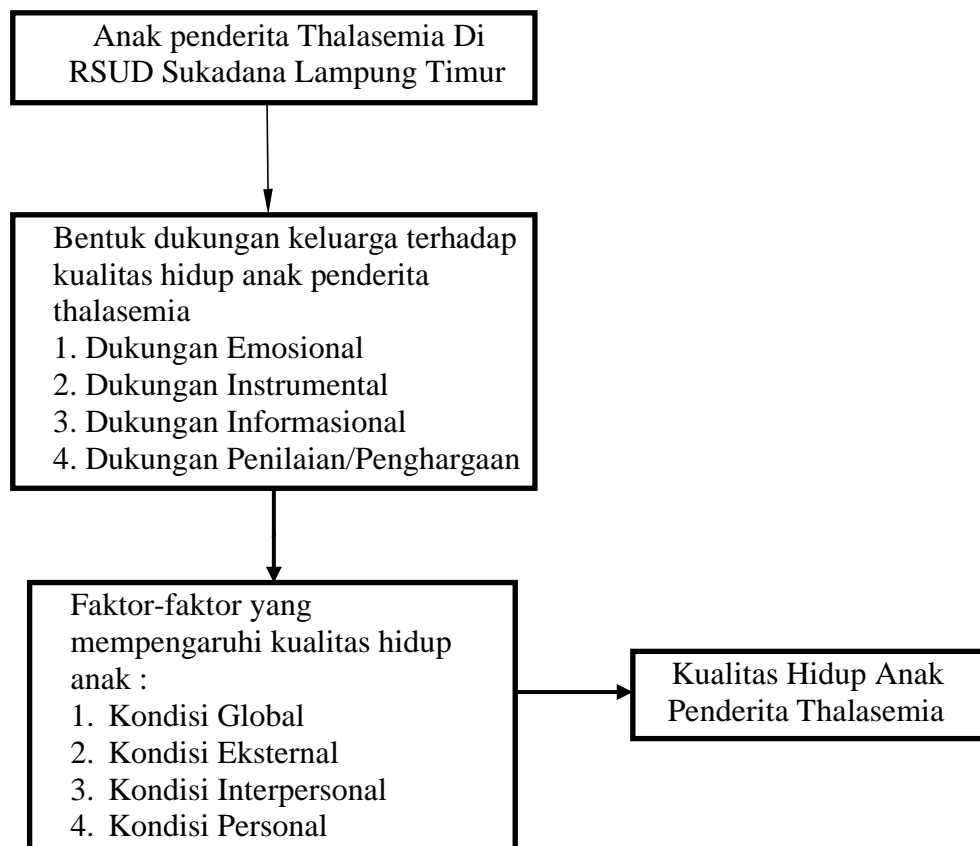 Anak penderita Thalasemia Di
RSUD Sukadana Lampung Timur
Bentuk dukungan keluarga terhadap
kualitas hidup anak penderita
thalasemia
1. Dukungan Emosional
2. Dukungan Instrumental
3. Dukungan Informasional
4. Dukungan Penilaian/Penghargaan
Faktor-faktor yang
mempengaruhi kualitas hidup
anak :
1. Kondisi Global
2. Kondisi Eksternal
3. Kondisi Interpersonal
4. Kondisi Personal
Kualitas Hidup Anak
Penderita Thalasemia